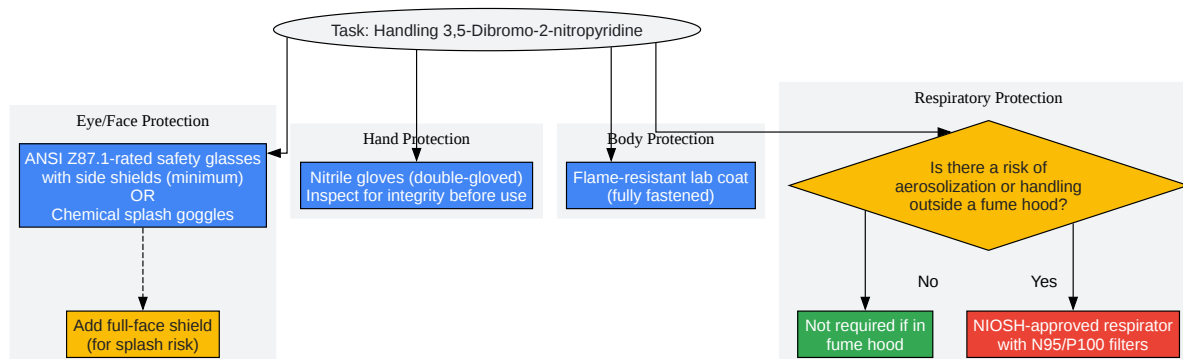 Task: Handling 3,5-Dibromo-2-nitropyridine
Eye/Face Protection
ANSI Z87.1-rated safety glasses
with side shields (minimum)
OR
Chemical splash goggles
Add full-face shield
(for splash risk)
Hand Protection
Nitrile gloves (double-gloved)
Inspect for integrity before use
Body Protection
Flame-resistant lab coat
(fully fastened)
Respiratory Protection
Is there a risk of
aerosolization or handling
outside a fume hood?
No
Yes
Not required if in
fume hood
NIOSH-approved respirator
with N95/P100 filters